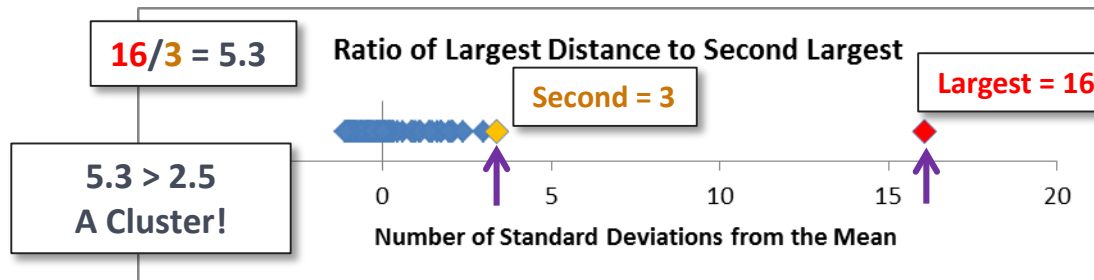 16/3 = 5.3
Ratio of Largest Distance to Second Largest
Second = 3
Largest = 16
5.3 > 2.5
A Cluster!
0 5 10 15 20
Number of Standard Deviations from the Mean